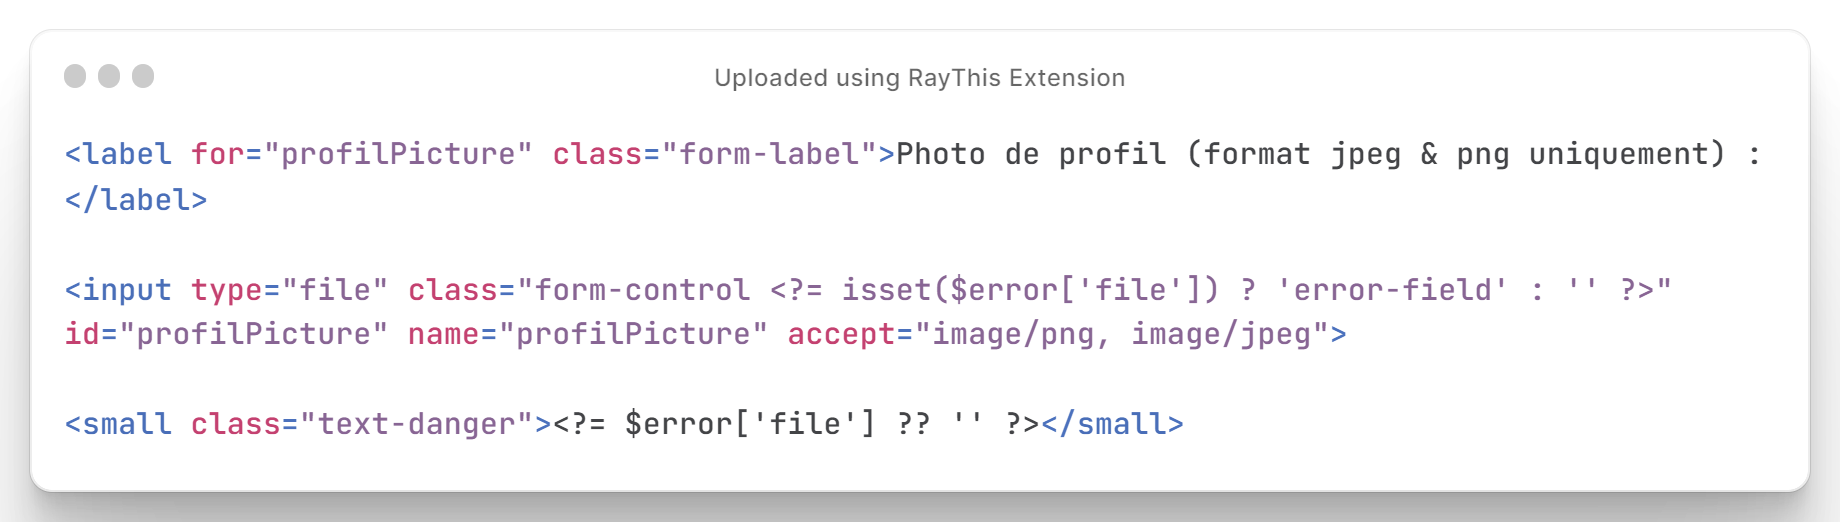 Uploaded using RayThis Extension
<label for="profilPicture" class="form-label">Photo de profil (format jpeg & png uniquement) :
</label>
<input type="file" class="form-control <?= isset($error['file']) ? 'error-field' : '' ?>"
id="profilPicture" name="profilPicture" accept="image/png, image/jpeg">
<small class="text-danger"><?= $error['file'] ?? '' ?></small>